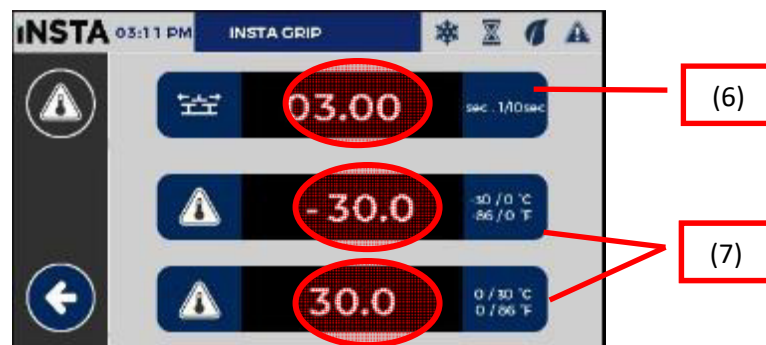 INSTA 03:11 PM INSTA GRIP
03.00 sec . 1/10sec (6)
- 30.0 -30 / 0 °C
-86 / 0 °F
(7)
30.0 0 / 30 °C
0 / 86 °F